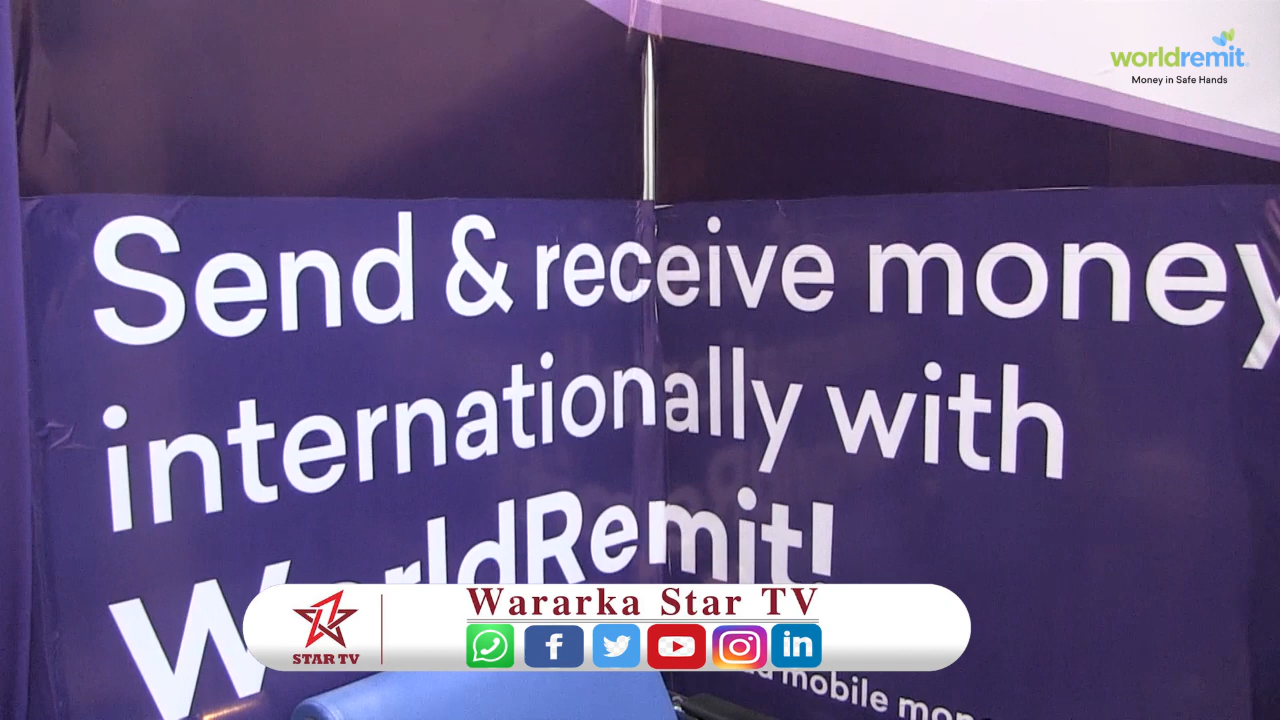 worldremit
Money in Safe Hands
Send & receive money
internationally with
WorldRemit!
Wararka Star TV
STAR TV
mobile